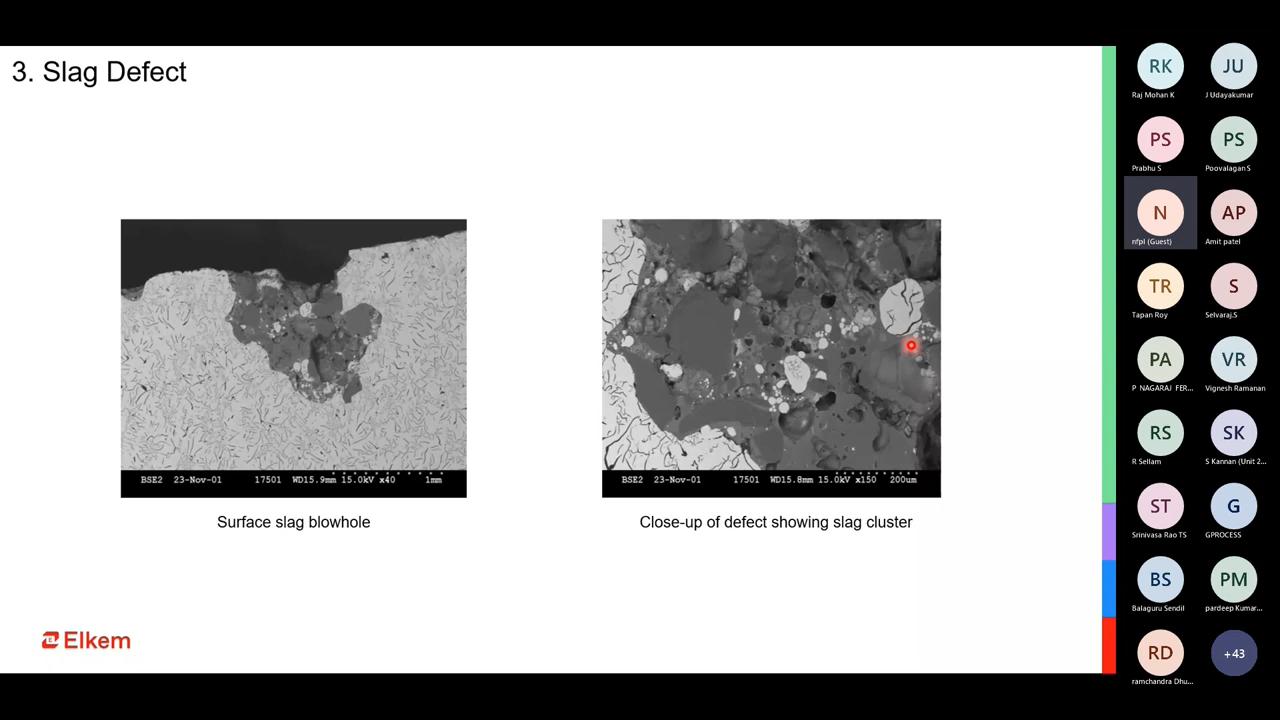 3. Slag Defect
BSE2 23-Nov-01 17501 WD15.9mm 15.0kV x40 1mm
BSE2 23-Nov-01 17501 WD15.8mm 15.0kV x150 200um
Surface slag blowhole
Close-up of defect showing slag cluster
Elkem
RK
JU
Raj Mohan K
J Udayakumar
PS
PS
Prabhu S
Poovalagan S
N
AP
nfpl (Guest)
Amit patel
TR
S
Tapan Roy
Selvaraj.S
PA
VR
P NAGARAJ FER...
Vignesh Ramanan
RS
SK
R Sellam
S Kannan (Unit 2...
ST
G
Srinivasa Rao TS
GPROCESS
BS
PM
Balaguru Sendil
pardeep Kumar...
RD
+43
ramchandra Dhu...